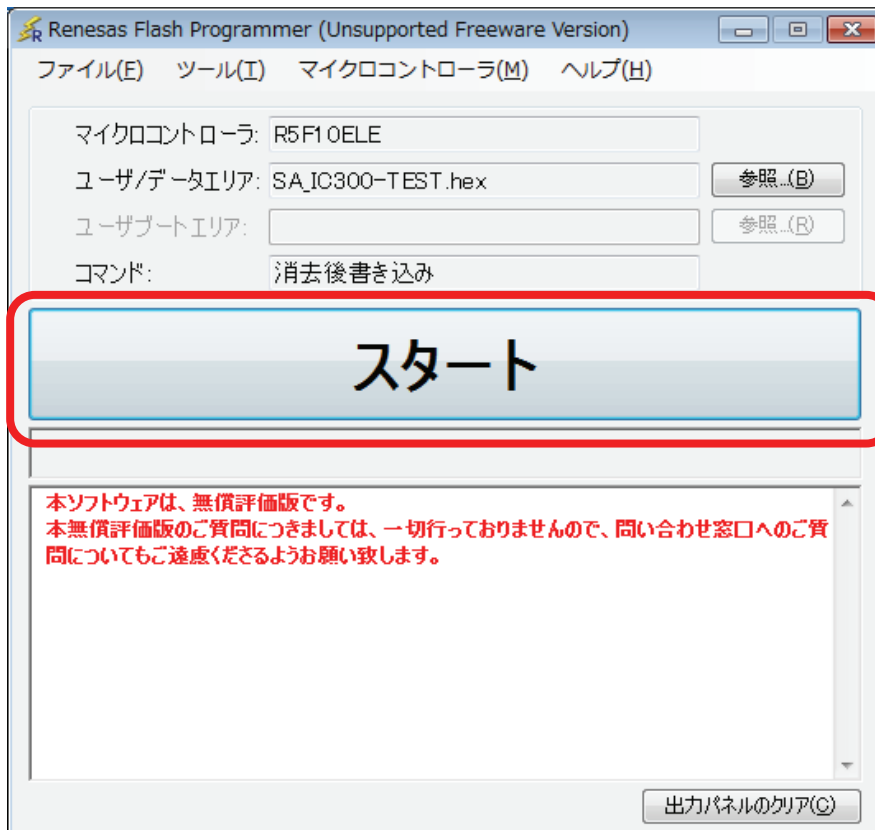 Renesas Flash Programmer (Unsupported Freeware Version)
ファイル(F) ツール(T) マイクロコントローラ(M) ヘルプ(H)
マイクロコントローラ: R5F10ELE
ユーザ/データエリア: SA_IC300-TEST.hex 参照...(B)
ユーザブートエリア: 参照...(R)
コマンド: 消去後書き込み
スタート
本ソフトウェアは、無償評価版です。
本無償評価版のご質問につきましては、一切行っておりませんので、問い合わせ窓口へのご質
問についてもご遠慮くださるようお願い致します。
出力パネルのクリア(C)